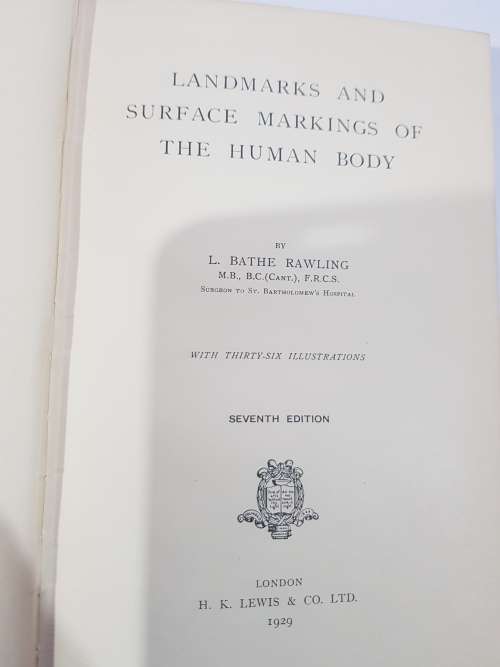 LANDMARKS AND
SURFACE MARKINGS OF
THE HUMAN BODY
BY
L. BATHE RAWLING
M.B., B.C.(CANT.), F.R.C.S.
SURGEON TO ST. BARTHOLOMEW'S HOSPITAL
WITH THIRTY-SIX ILLUSTRATIONS
SEVENTH EDITION
LONDON
H. K. LEWIS & CO. LTD.
1929